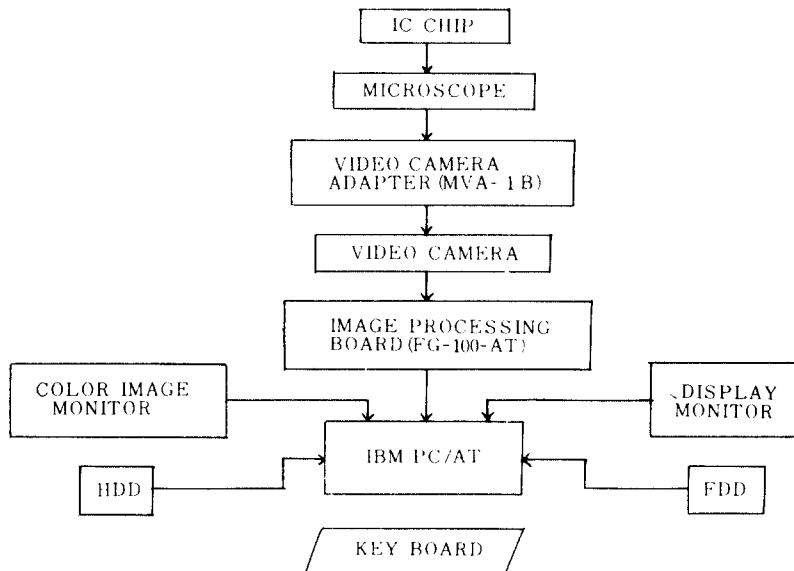 IC CHIP
MICROSCOPE
VIDEO CAMERA
ADAPTER (MVA-1B)
VIDEO CAMERA
IMAGE PROCESSING
BOARD (FG-100-AT)
COLOR IMAGE
MONITOR
DISPLAY
MONITOR
IBM PC/AT
HDD
FDD
KEY BOARD